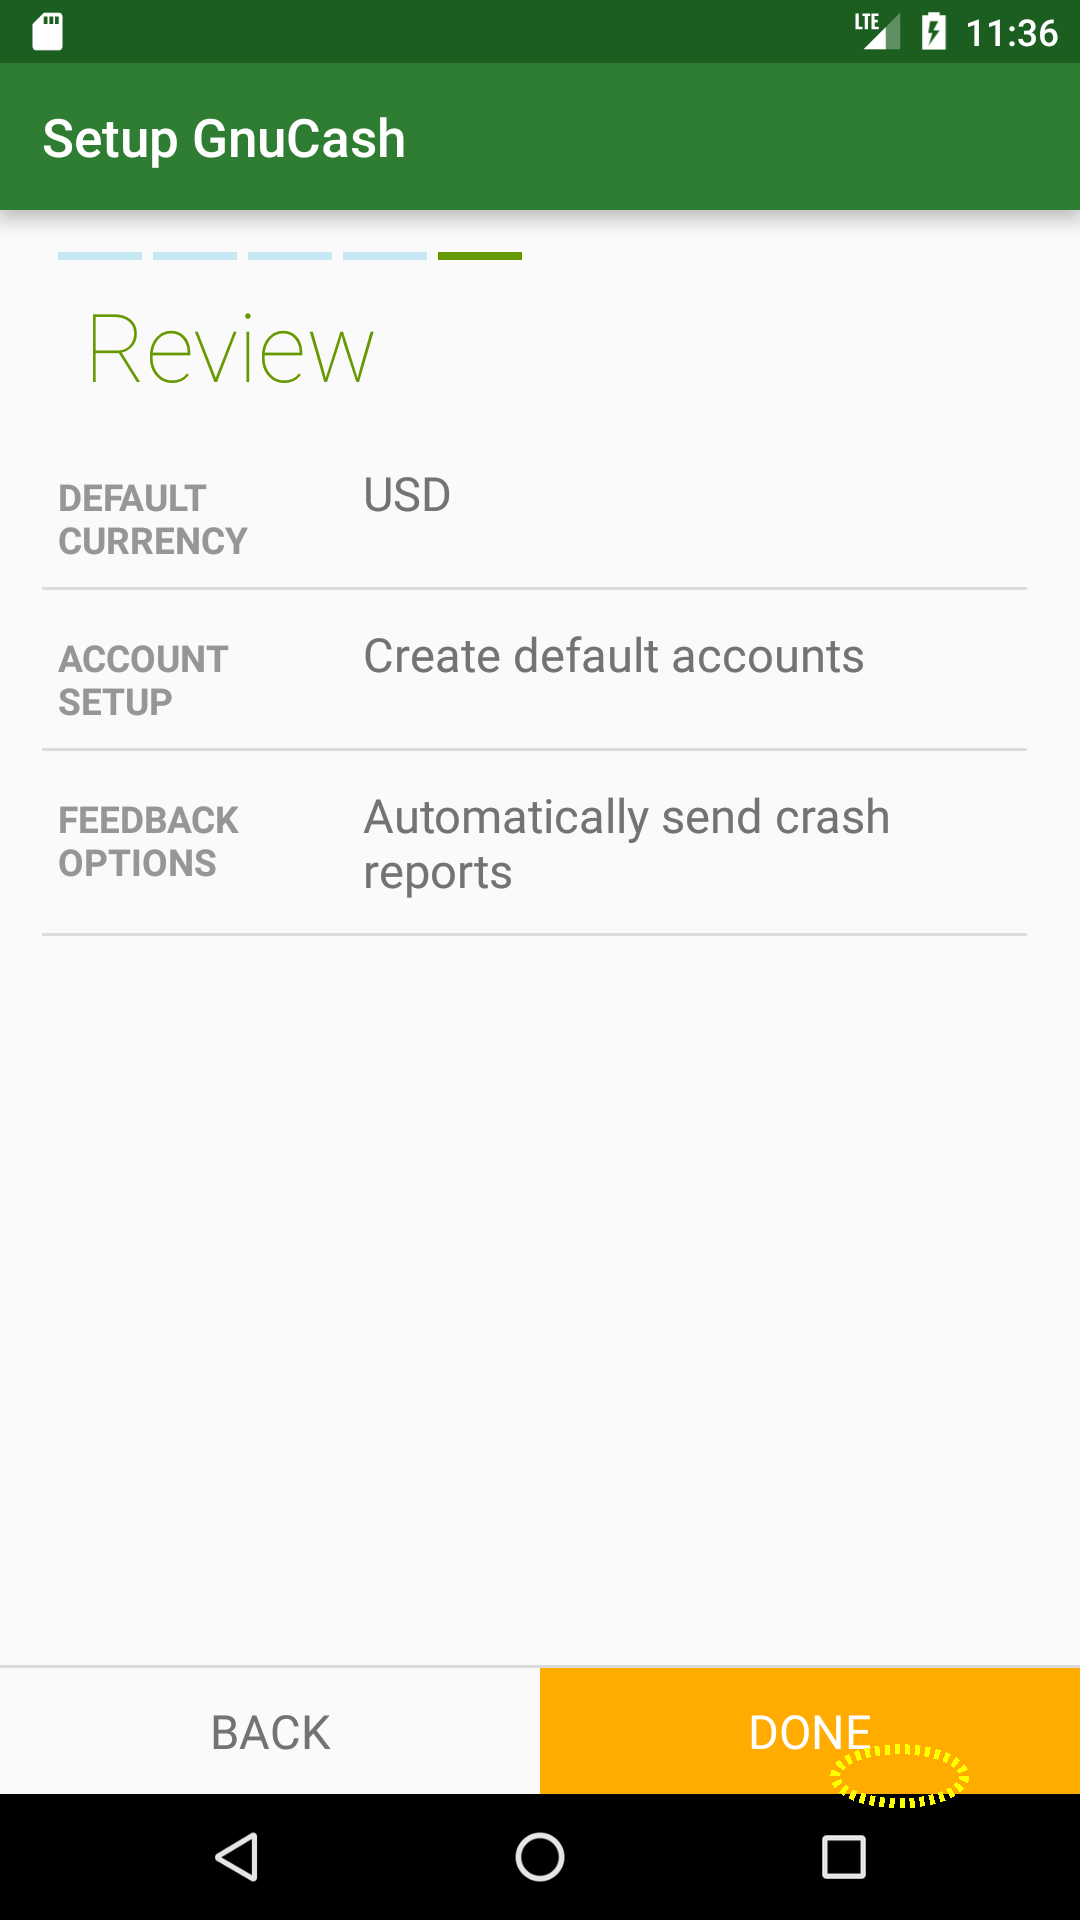 LTE 11:36
Setup GnuCash
Review
DEFAULT
CURRENCY
USD
ACCOUNT
SETUP
Create default accounts
FEEDBACK
OPTIONS
Automatically send crash
reports
BACK
DONE